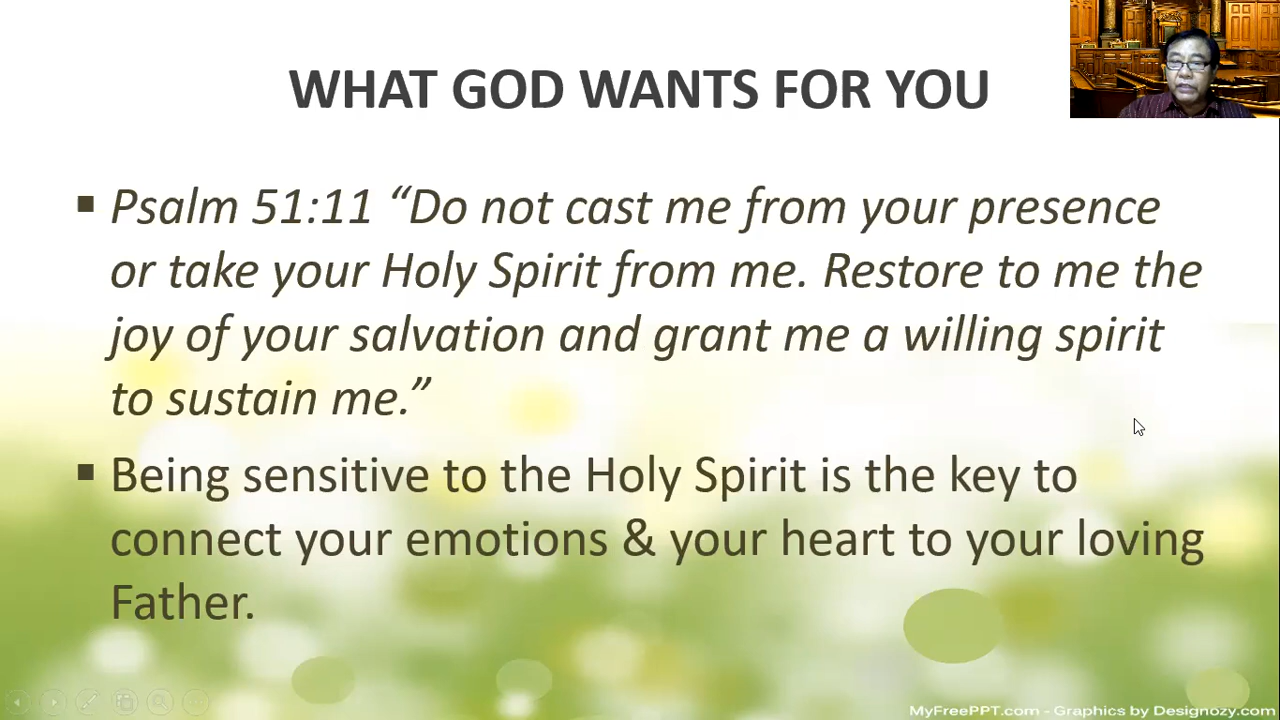 WHAT GOD WANTS FOR YOU
▪ Psalm 51:11 “Do not cast me from your presence
or take your Holy Spirit from me. Restore to me the
joy of your salvation and grant me a willing spirit
to sustain me.”
▪ Being sensitive to the Holy Spirit is the key to
connect your emotions & your heart to your loving
Father.
MyFreePPT.com - Graphics by Designozy.com